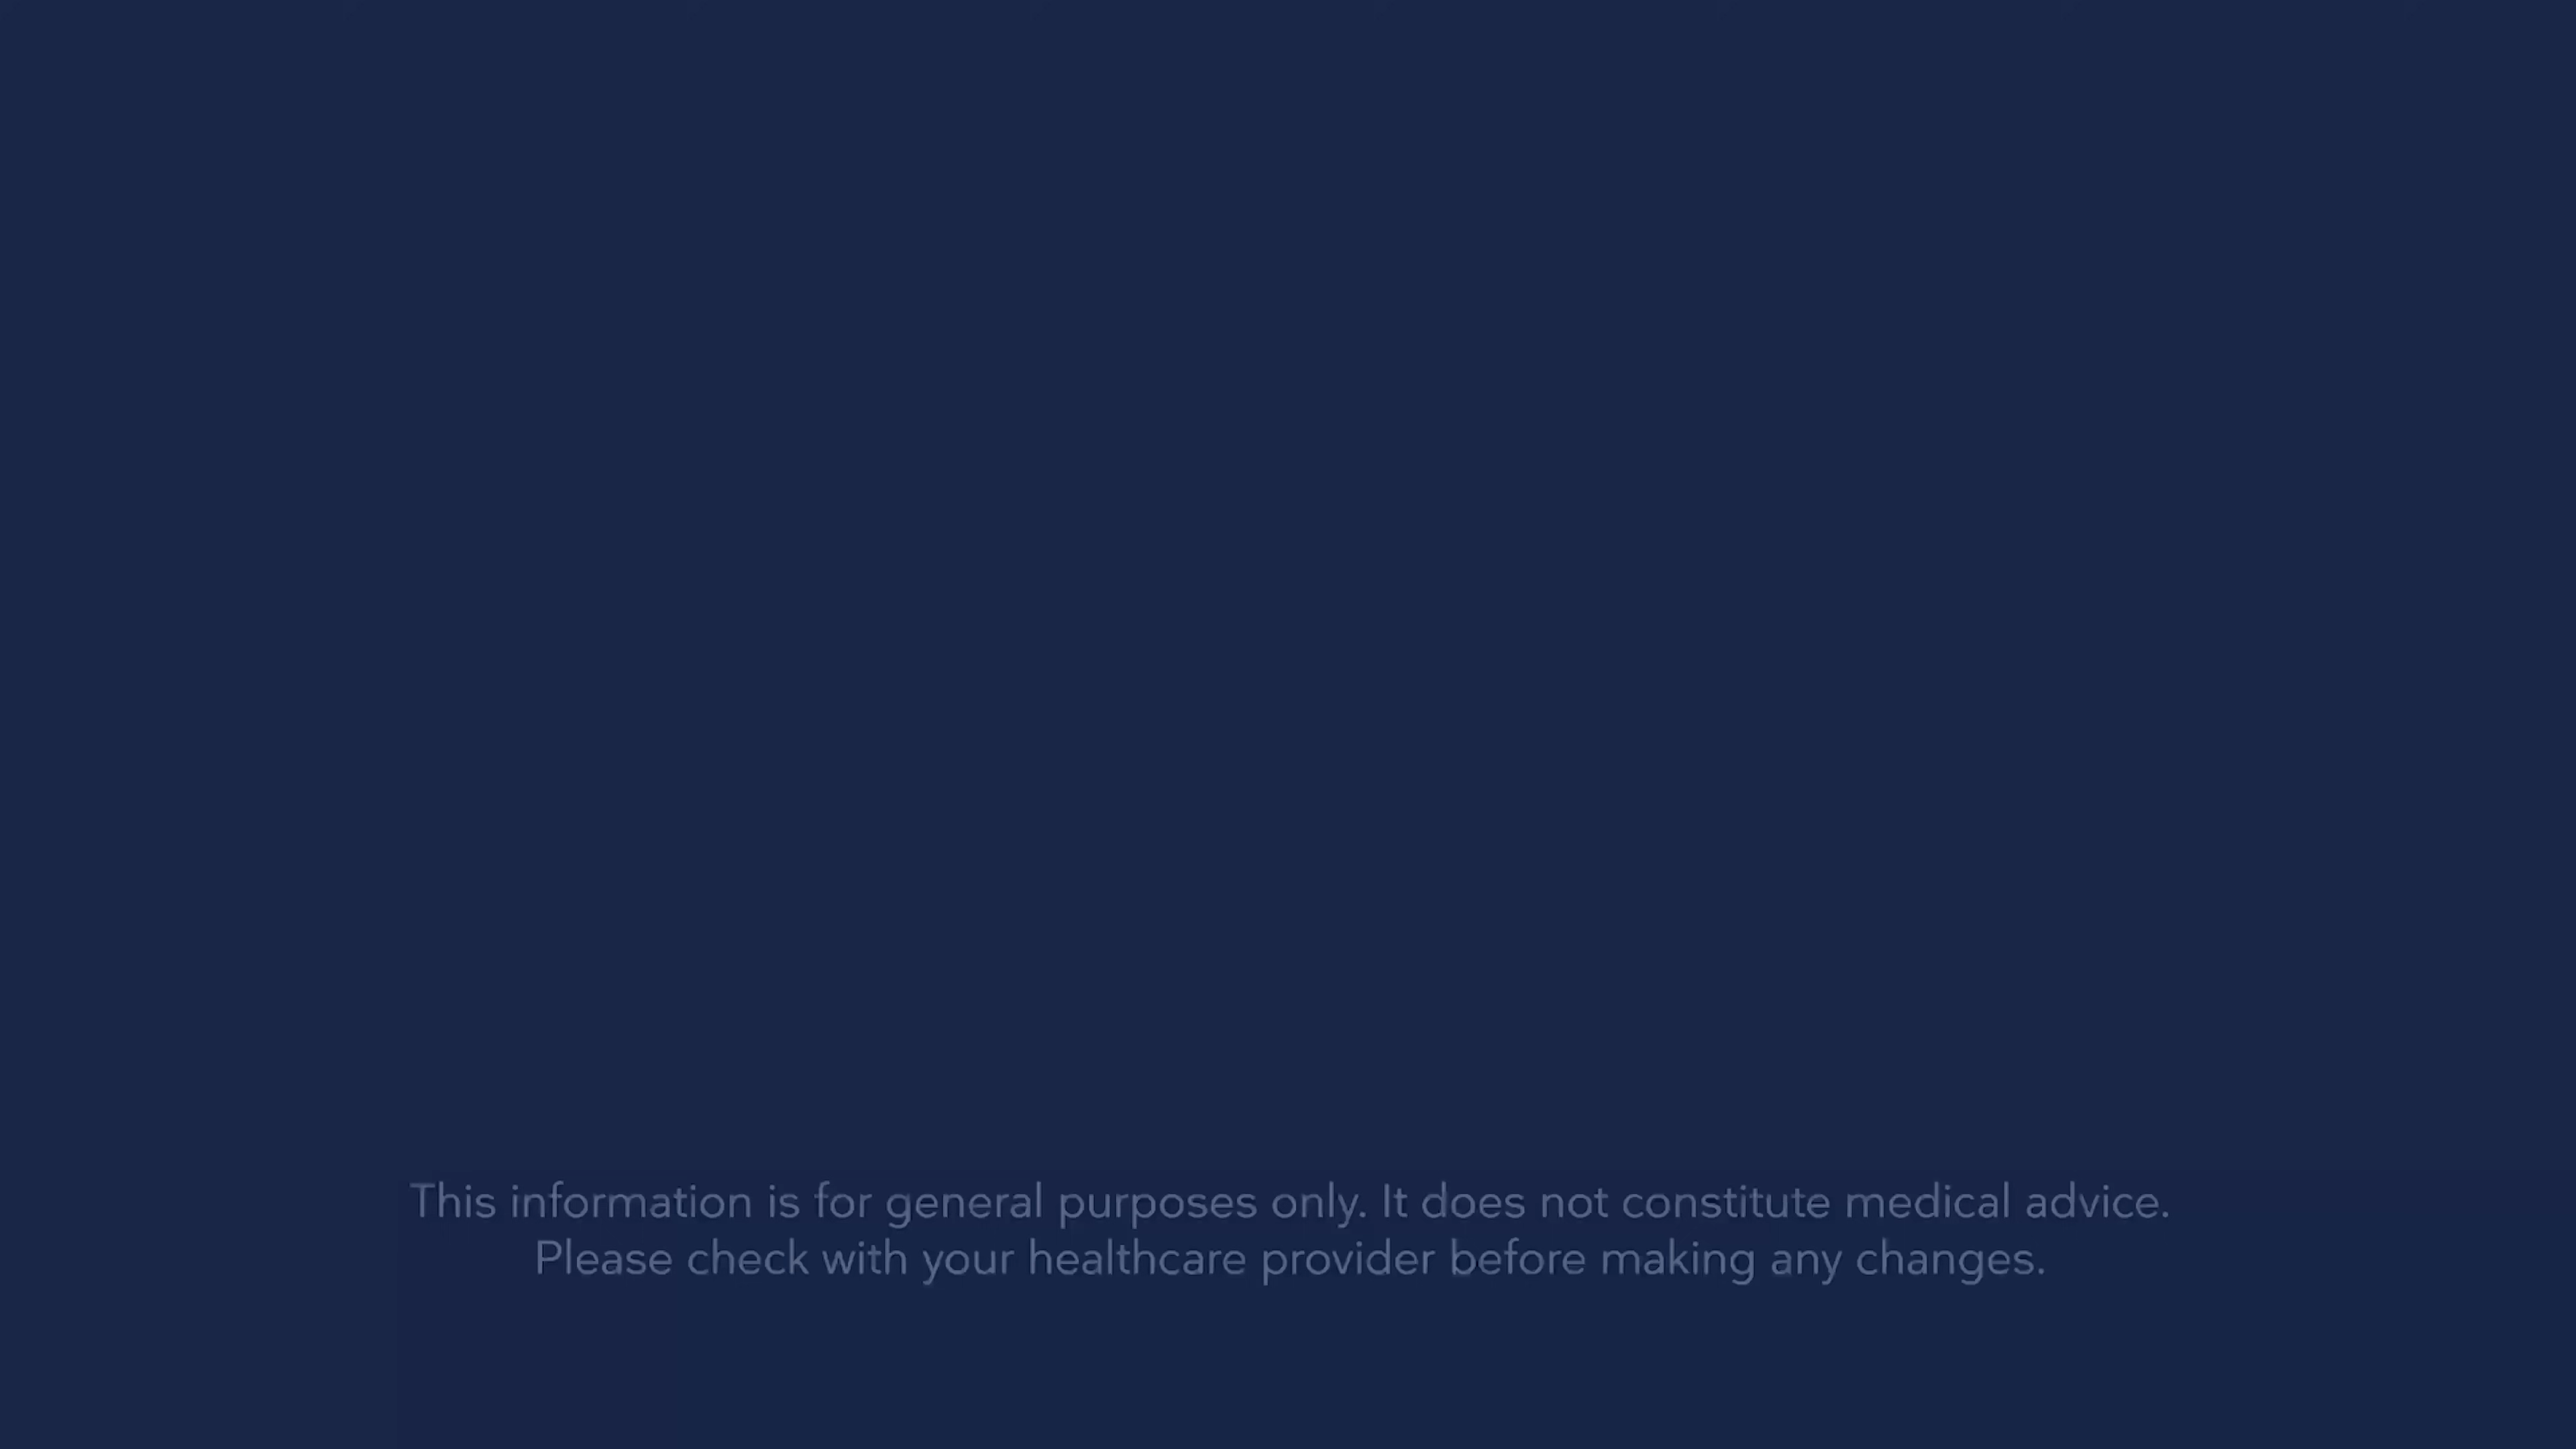 This information is for general purposes only. It does not constitute medical advice.
Please check with your healthcare provider before making any changes.